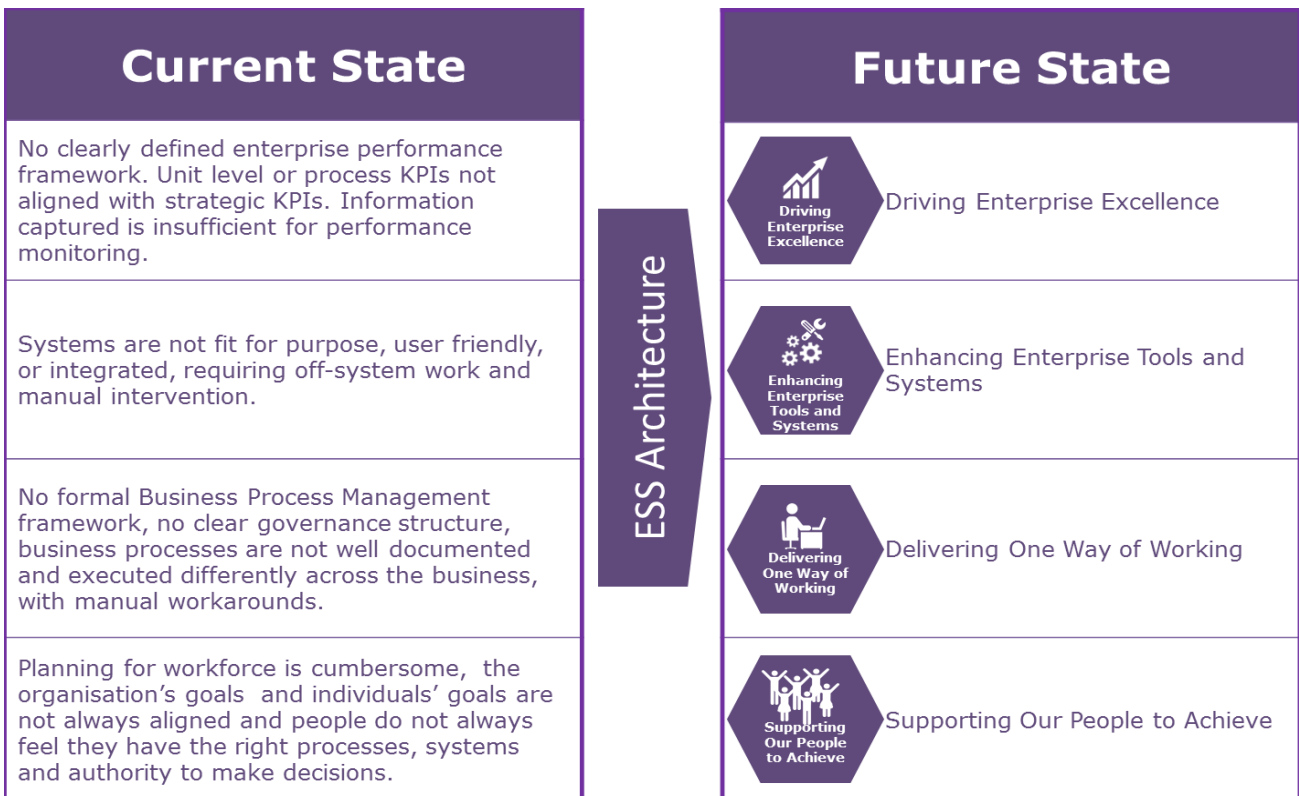 Current State
No clearly defined enterprise performance
framework. Unit level or process KPIs not
aligned with strategic KPIs. Information
captured is insufficient for performance
monitoring.
Systems are not fit for purpose, user friendly,
or integrated, requiring off-system work and
manual intervention.
No formal Business Process Management
framework, no clear governance structure,
business processes are not well documented
and executed differently across the business,
with manual workarounds.
Planning for workforce is cumbersome,  the
organisation’s goals  and individuals’ goals are
not always aligned and people do not always
feel they have the right processes, systems
and authority to make decisions.
ESS Architecture
Future State
Driving
Enterprise
Excellence
Driving Enterprise Excellence
Enhancing
Enterprise
Tools and
Systems
Enhancing Enterprise Tools and
Systems
Delivering
One Way of
Working
Delivering One Way of Working
Supporting
Our People
to Achieve
Supporting Our People to Achieve